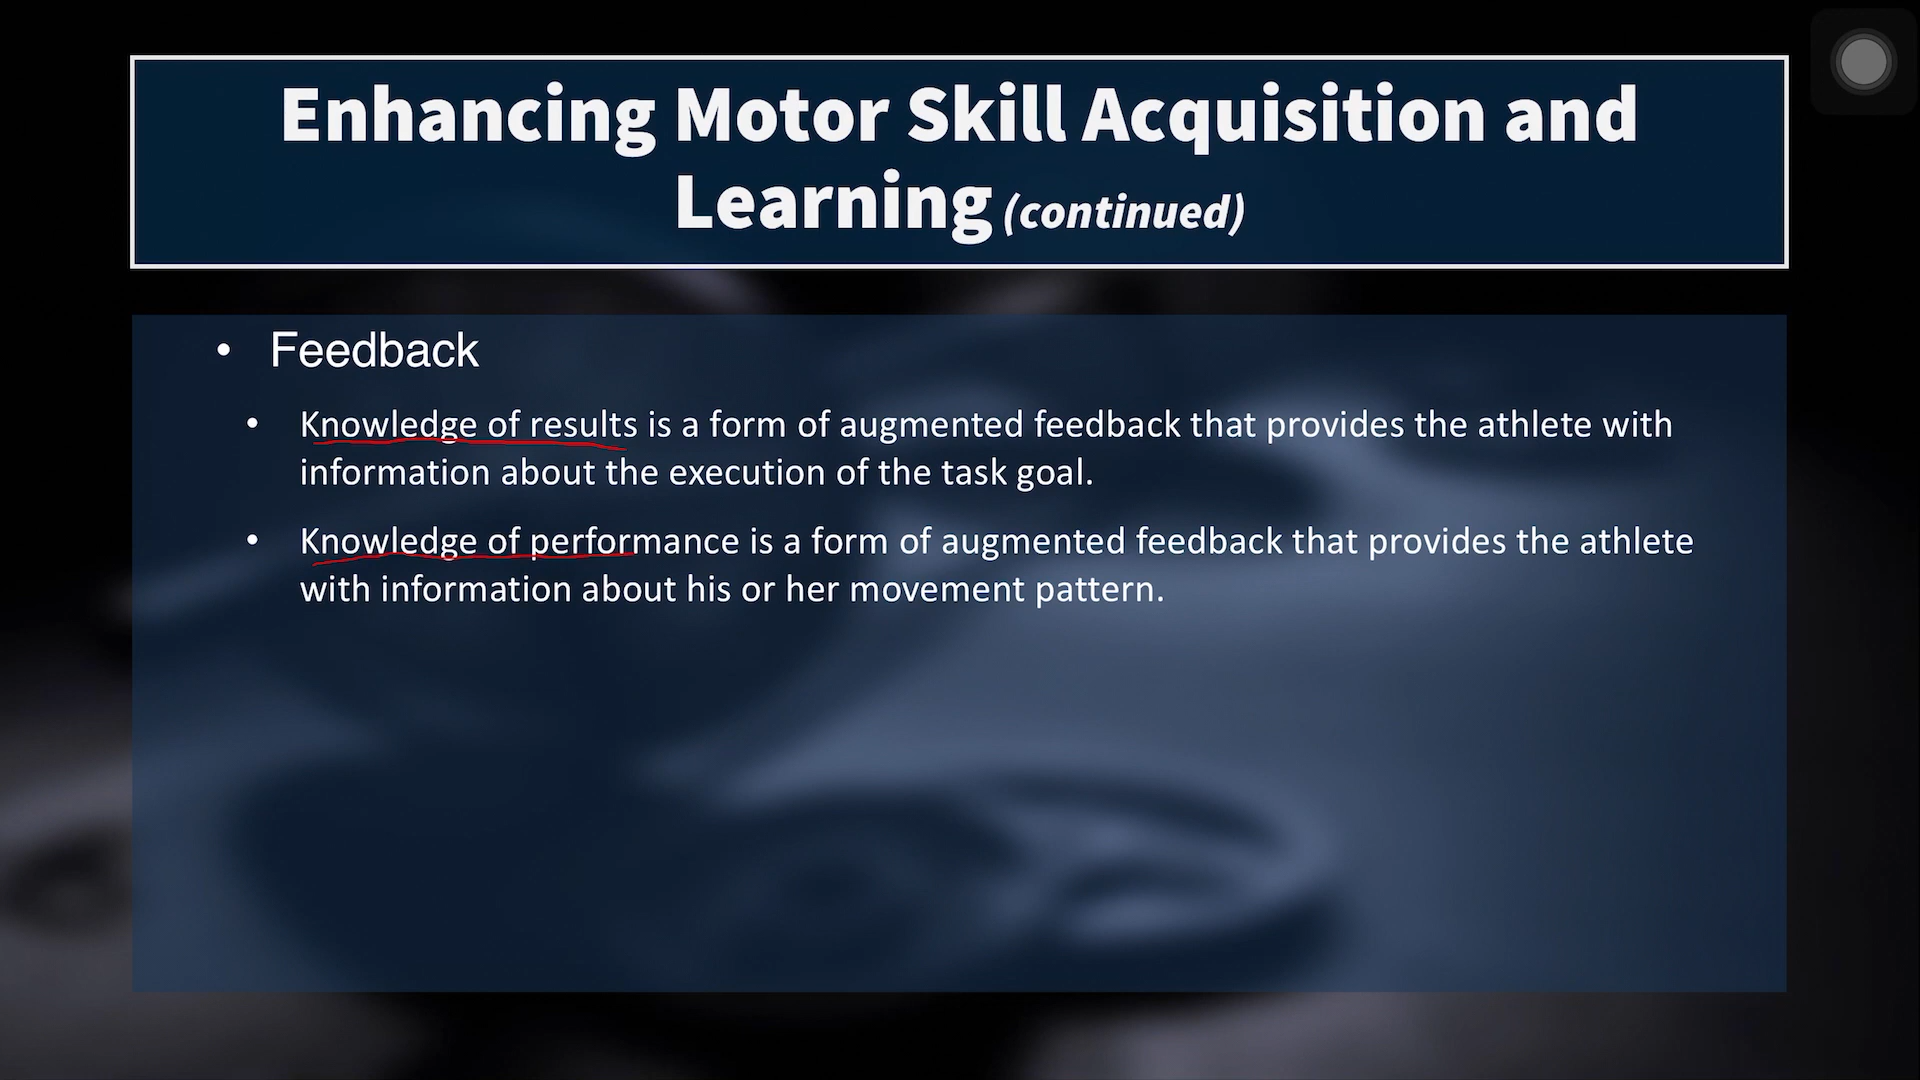 Enhancing Motor Skill Acquisition and
Learning (continued)
• Feedback
• Knowledge of results is a form of augmented feedback that provides the athlete with
information about the execution of the task goal.
• Knowledge of performance is a form of augmented feedback that provides the athlete
with information about his or her movement pattern.